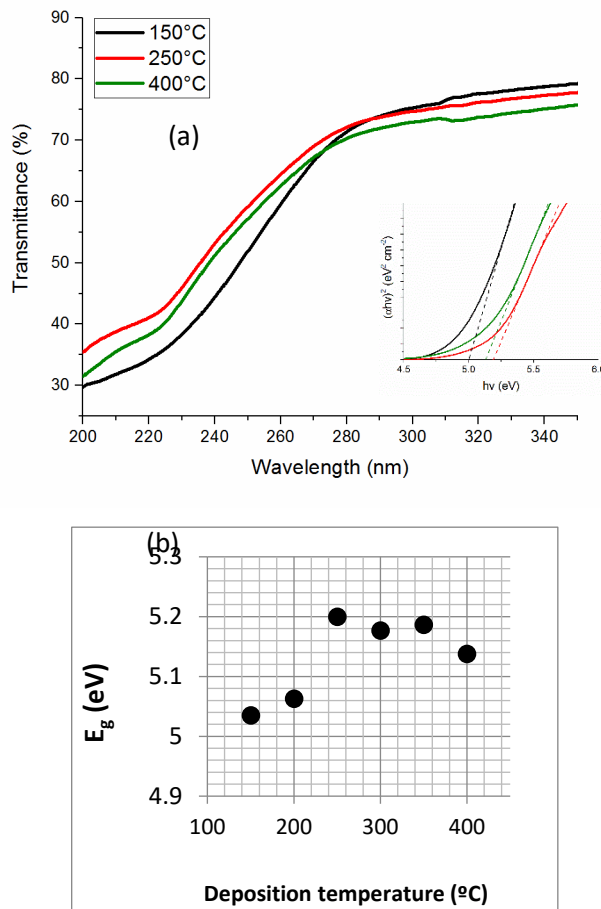 90
150°C
250°C
400°C
80
70
(a)
60
50
40
30
Transmittance (%)
200 220 240 260 280 300 320 340
Wavelength (nm)
(αhν)² (eV² cm⁻²)
4.5 5.0 5.5 6.0
hν (eV)
(b)
5.3
5.2
5.1
5
4.9
E_g (eV)
100 200 300 400
Deposition temperature (ºC)